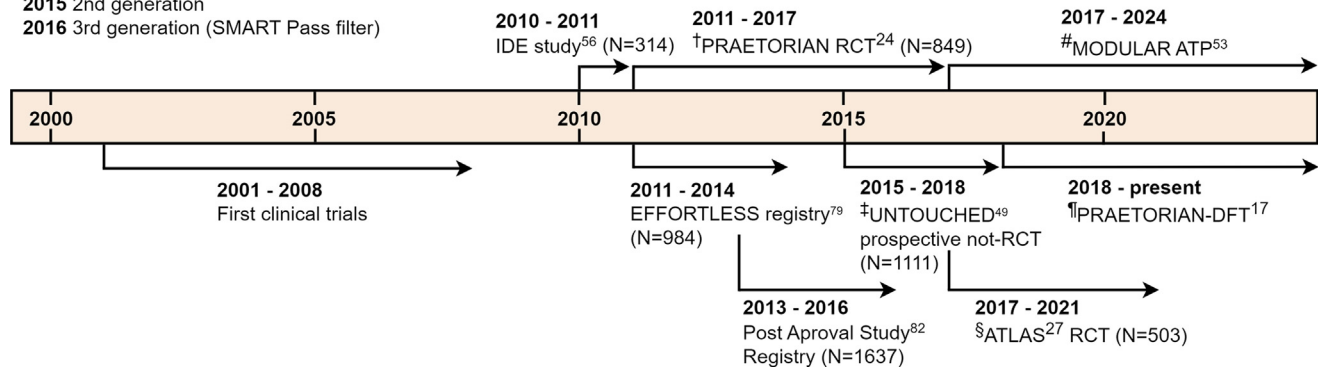 2015 2nd generation
2016 3rd generation (SMART Pass filter)
2010 - 2011
IDE study56 (N=314)
2011 - 2017
†PRAETORIAN RCT24 (N=849)
2017 - 2024
#MODULAR ATP53
2000
2005
2010
2015
2020
2001 - 2008
First clinical trials
2011 - 2014
EFFORTLESS registry79
(N=984)
2015 - 2018
‡UNTOUCHED49
prospective not-RCT
(N=1111)
2018 - present
¶PRAETORIAN-DFT17
2013 - 2016
Post Aproval Study82
Registry (N=1637)
2017 - 2021
§ATLAS27 RCT (N=503)